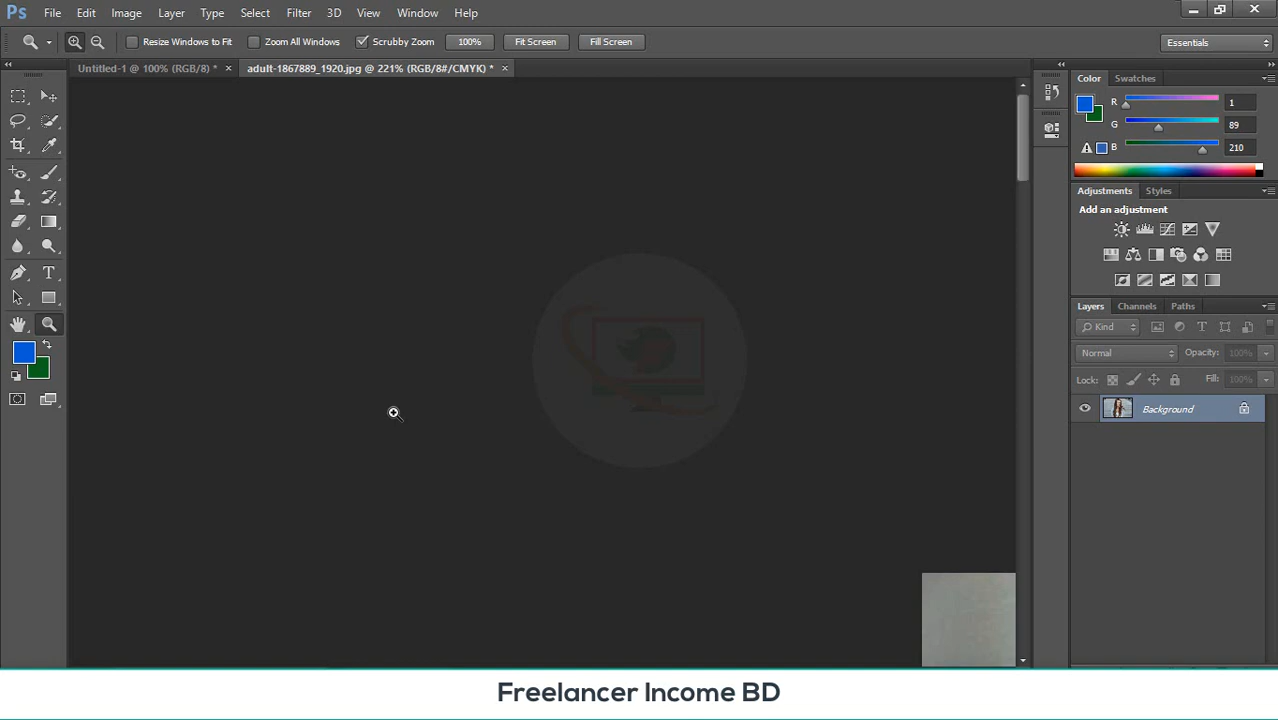 Ps File Edit Image Layer Type Select Filter 3D View Window Help
Resize Windows to Fit Zoom All Windows Scrubby Zoom 100% Fit Screen Fill Screen Essentials
Untitled-1 @ 100% (RGB/8) * × adult-1867889_1920.jpg @ 221% (RGB/8#/CMYK) * ×
Color Swatches
R 1
G 89
B 210
Adjustments Styles
Add an adjustment
Layers Channels Paths
Kind
Normal Opacity: 100%
Lock: Fill: 100%
Background
Freelancer Income BD